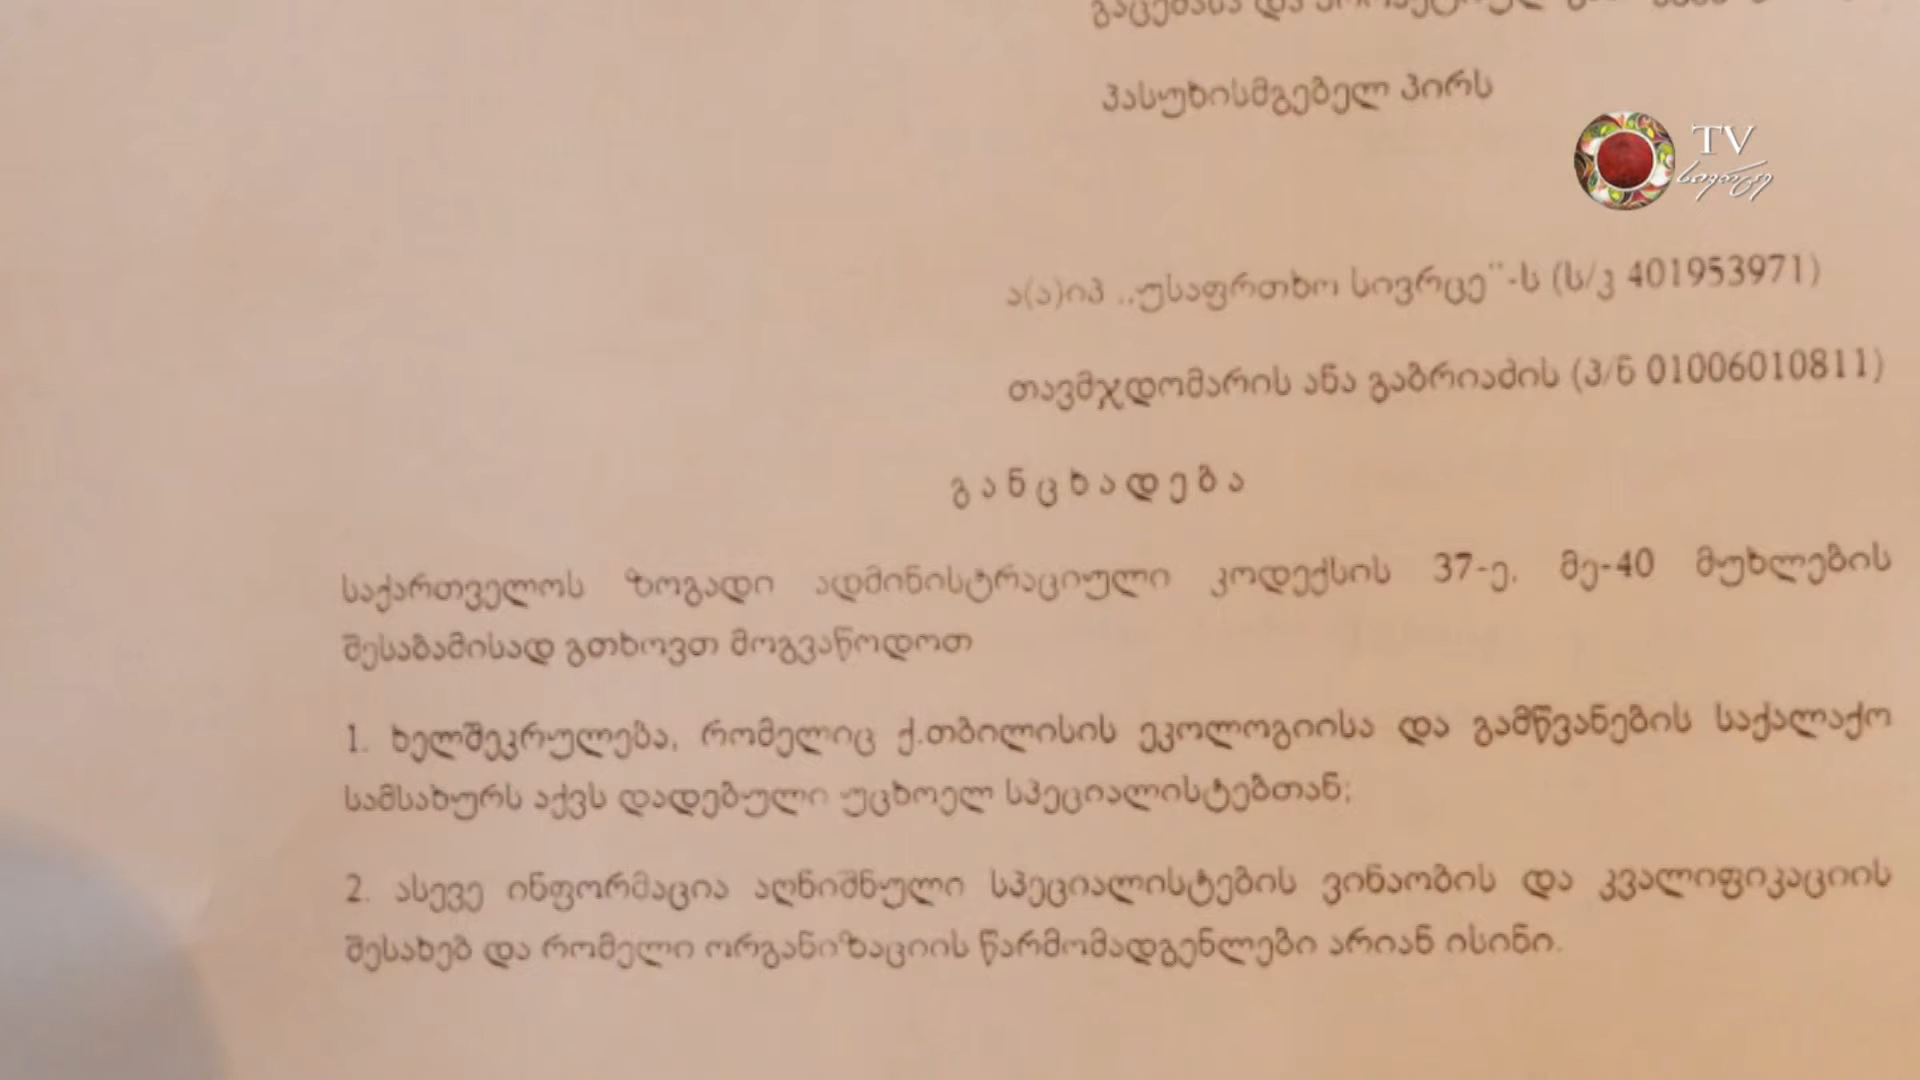 პასუხისმგებელ პირს
TV
სივრცე
ა(ა)იპ ,,უსაფრთხო სივრცე"-ს (ს/კ 401953971)
თავმჯდომარის ანა გაბრიაძის (პ/ნ 01006010811)
გ ა ნ ც ხ ა დ ე ბ ა
საქართველოს ზოგადი ადმინისტრაციული კოდექსის 37-ე, მე-40 მუხლების
შესაბამისად გთხოვთ მოგვაწოდოთ
1. ხელშეკრულება, რომელიც ქ.თბილისის ეკოლოგიისა და გამწვანების საქალაქო
სამსახურს აქვს დადებული უცხოელ სპეციალისტებთან;
2. ასევე ინფორმაცია აღნიშნული სპეციალისტების ვინაობის და კვალიფიკაციის
შესახებ და რომელი ორგანიზაციის წარმომადგენლები არიან ისინი.